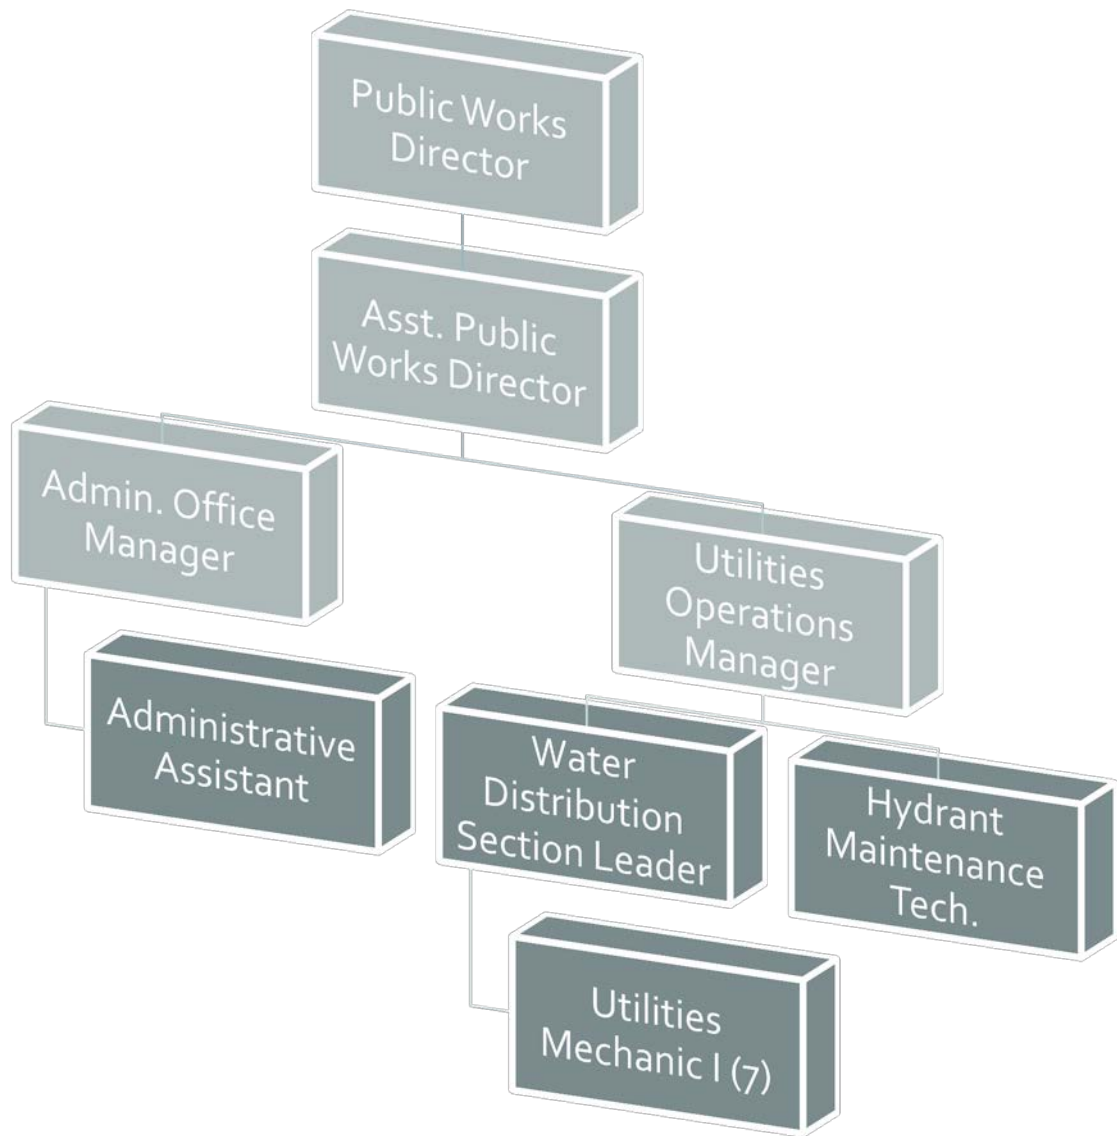 Public Works
Director
Asst. Public
Works Director
Admin. Office
Manager
Utilities
Operations
Manager
Administrative
Assistant
Water
Distribution
Section Leader
Hydrant
Maintenance
Tech.
Utilities
Mechanic I (7)